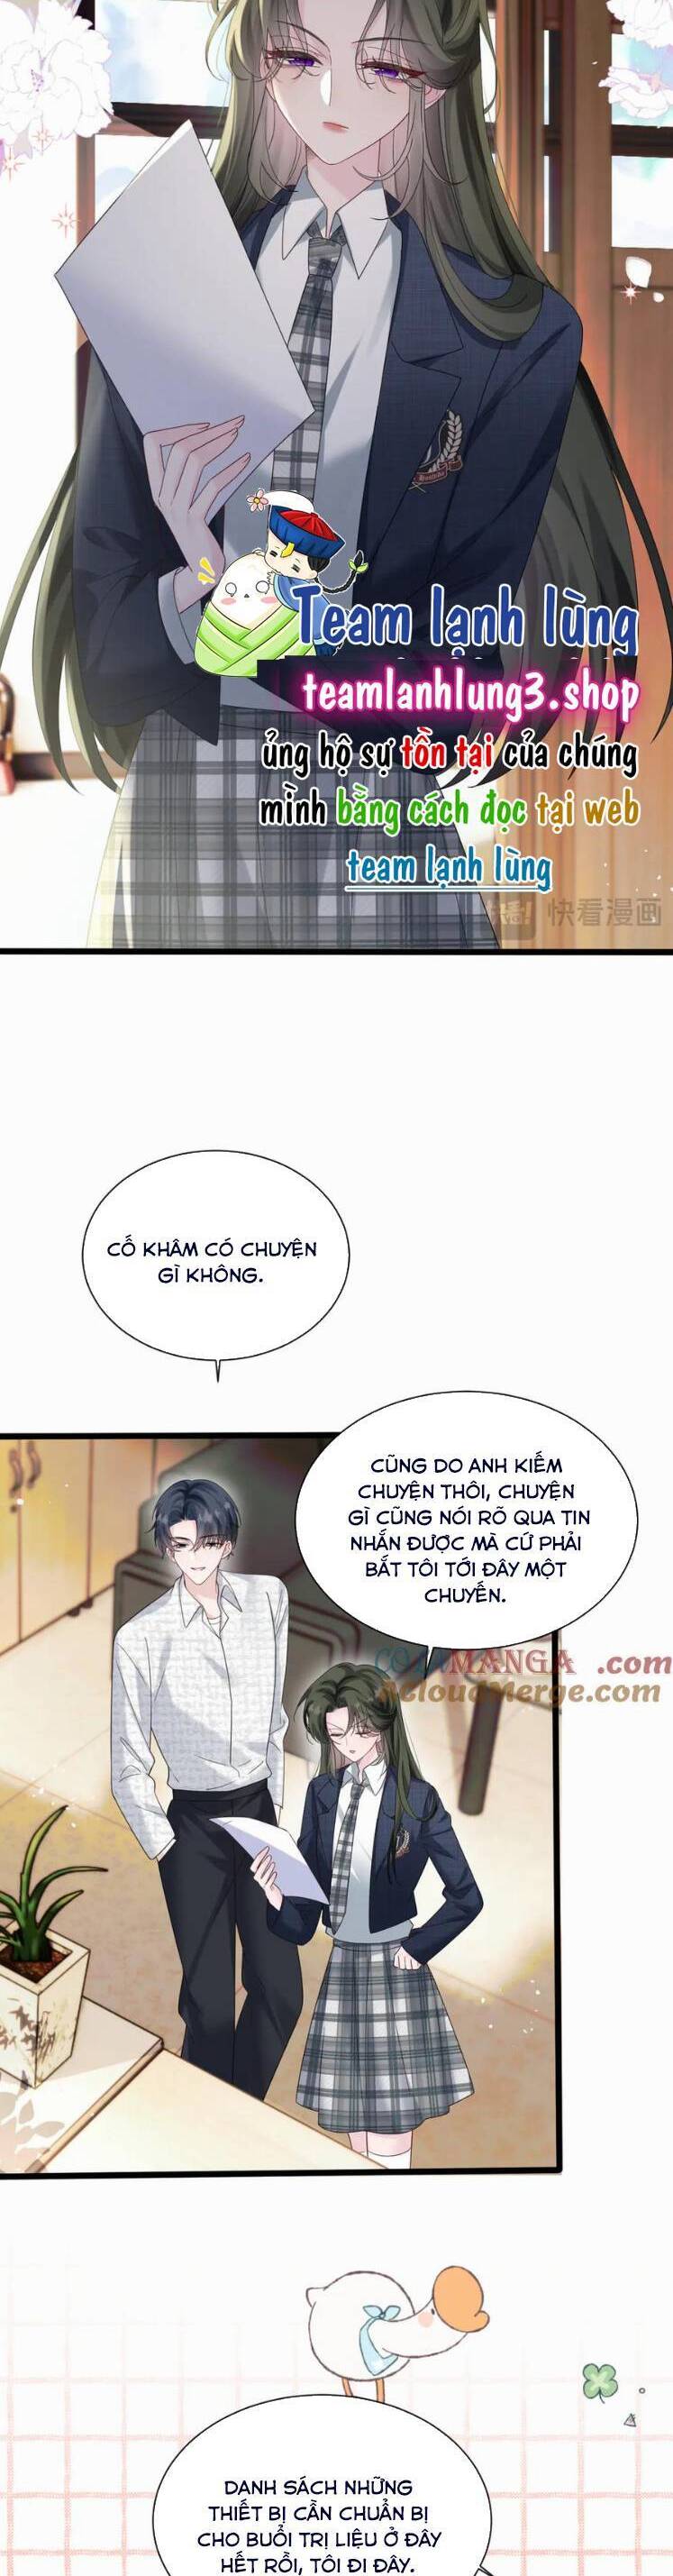 Team lạnh lùng
teamlanhlung3.shop
ủng hộ sự tồn tại của chúng
mình bằng cách đọc tại web
team lạnh lùng
快看漫画
CỐ KHÂM CÓ CHUYỆN
GÌ KHÔNG.
CŨNG DO ANH KIẾM
CHUYỆN THÔI, CHUYỆN
GÌ CŨNG NÓI RÕ QUA TIN
NHẮN ĐƯỢC MÀ CỨ PHẢI
BẮT TÔI TỚI ĐÂY MỘT
CHUYẾN.
COLAMANGA .com
AcloudMerge.com
DANH SÁCH NHỮNG
THIẾT BỊ CẦN CHUẨN BỊ
CHO BUỔI TRỊ LIỆU Ở ĐÂY
HẾT RỒI, TÔI ĐI ĐÂY.